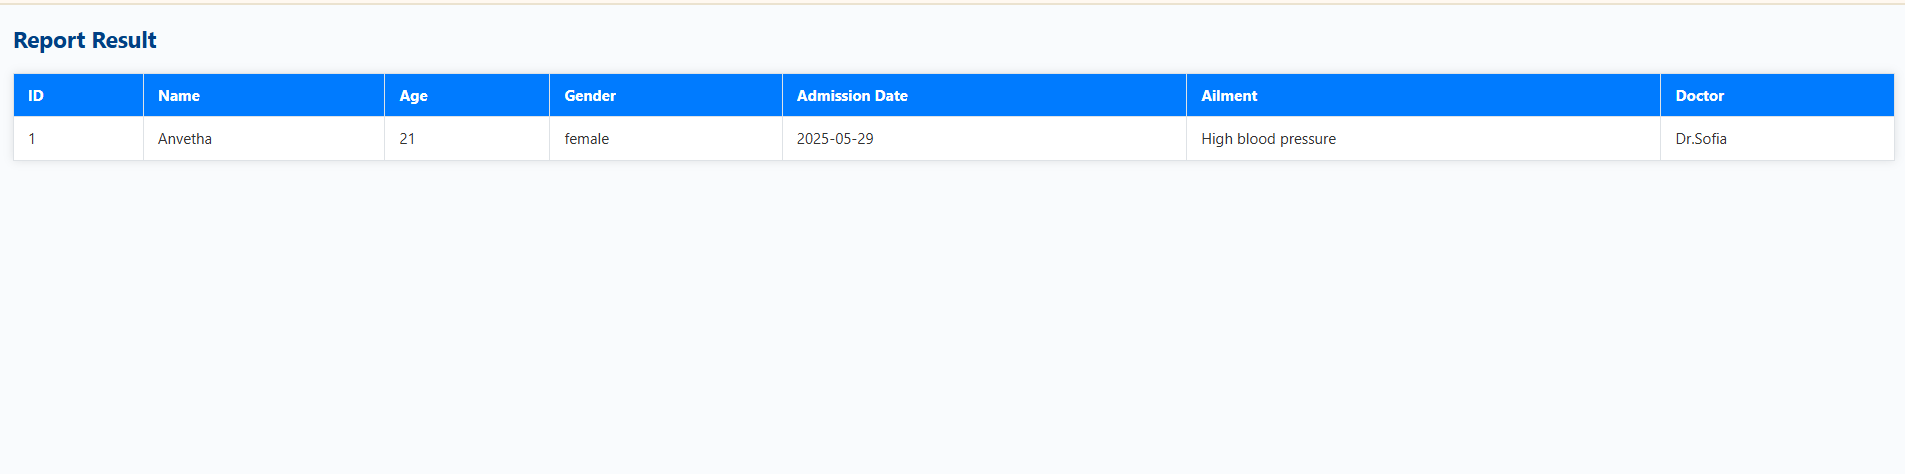 Report Result
ID Name Age Gender Admission Date Ailment Doctor
1 Anvetha 21 female 2025-05-29 High blood pressure Dr.Sofia